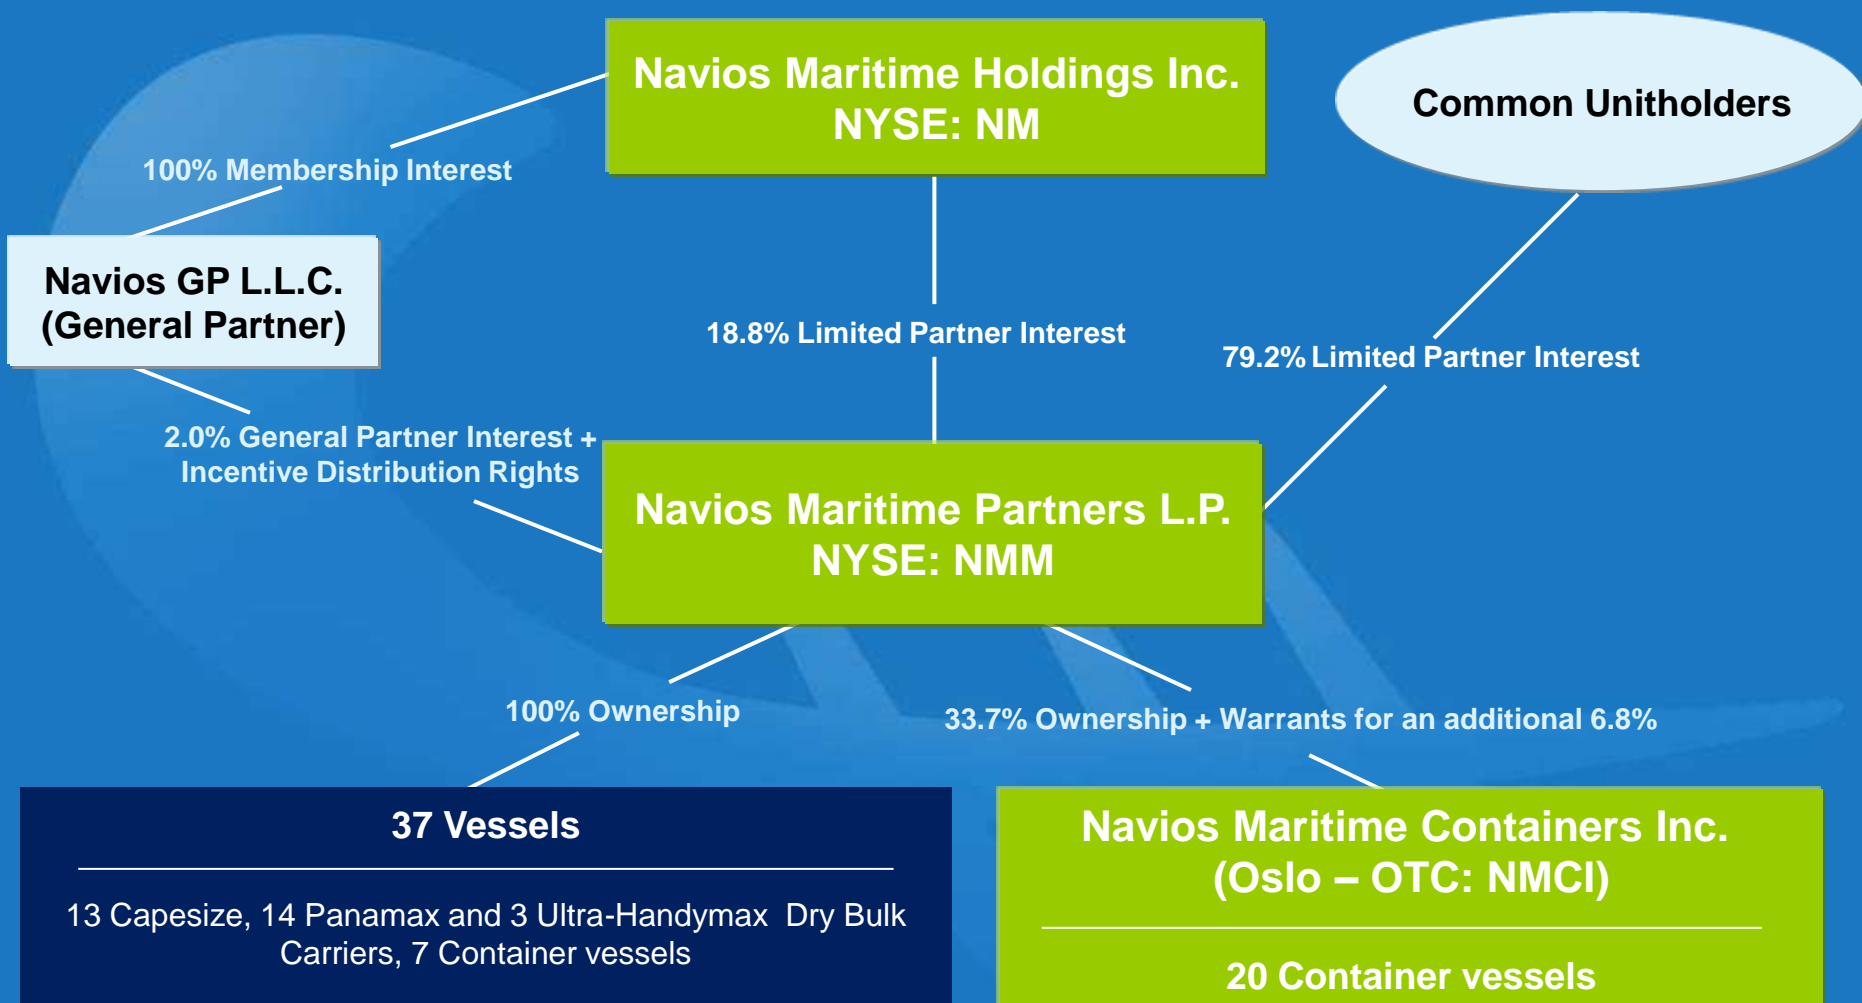 Navios Maritime Holdings Inc.
NYSE: NM
Common Unitholders
100% Membership Interest
Navios GP L.L.C.
(General Partner)
18.8% Limited Partner Interest
79.2% Limited Partner Interest
2.0% General Partner Interest +
Incentive Distribution Rights
Navios Maritime Partners L.P.
NYSE: NMM
100% Ownership
33.7% Ownership + Warrants for an additional 6.8%
37 Vessels
13 Capesize, 14 Panamax and 3 Ultra-Handymax Dry Bulk
Carriers, 7 Container vessels
Navios Maritime Containers Inc.
(Oslo – OTC: NMCI)
20 Container vessels